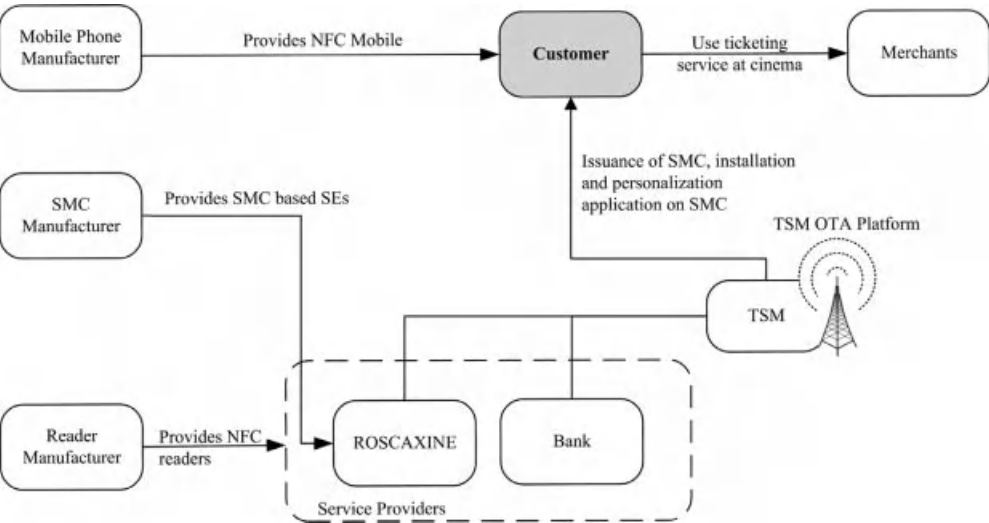 Mobile Phone
Manufacturer
Provides NFC Mobile
Customer
Use ticketing
service at cinema
Merchants
Issuance of SMC, installation
and personalization
application on SMC
SMC
Manufacturer
Provides SMC based SEs
TSM OTA Platform
TSM
Reader
Manufacturer
Provides NFC
readers
ROSCAXINE
Bank
Service Providers